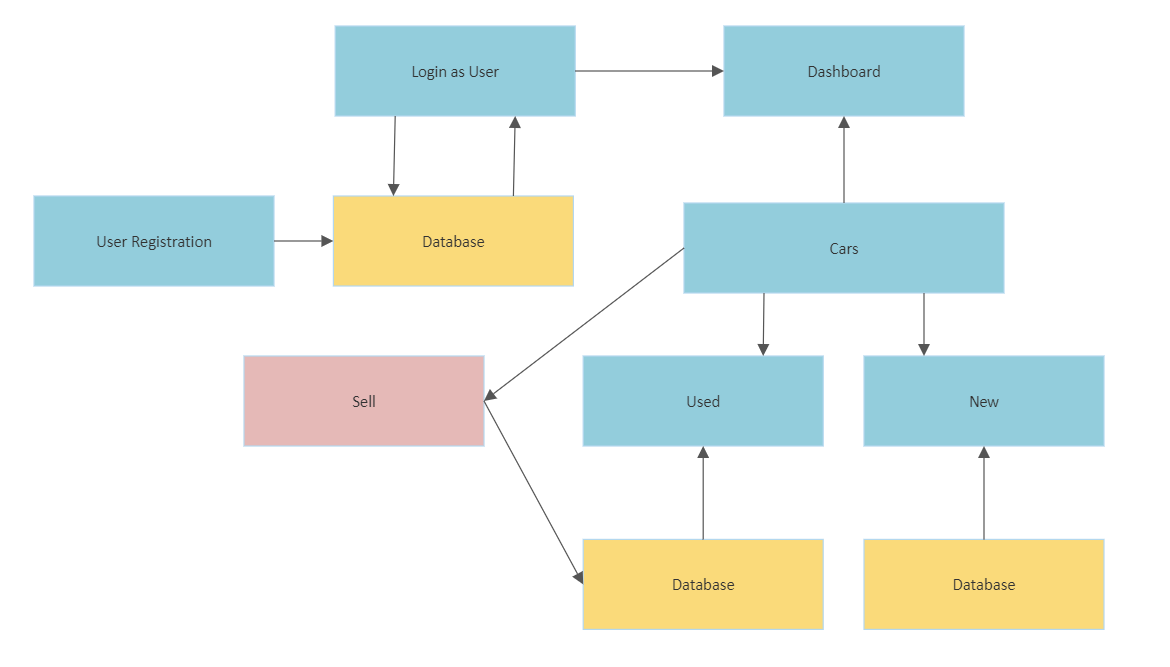 Login as User
Dashboard
User Registration
Database
Cars
Sell
Used
New
Database
Database